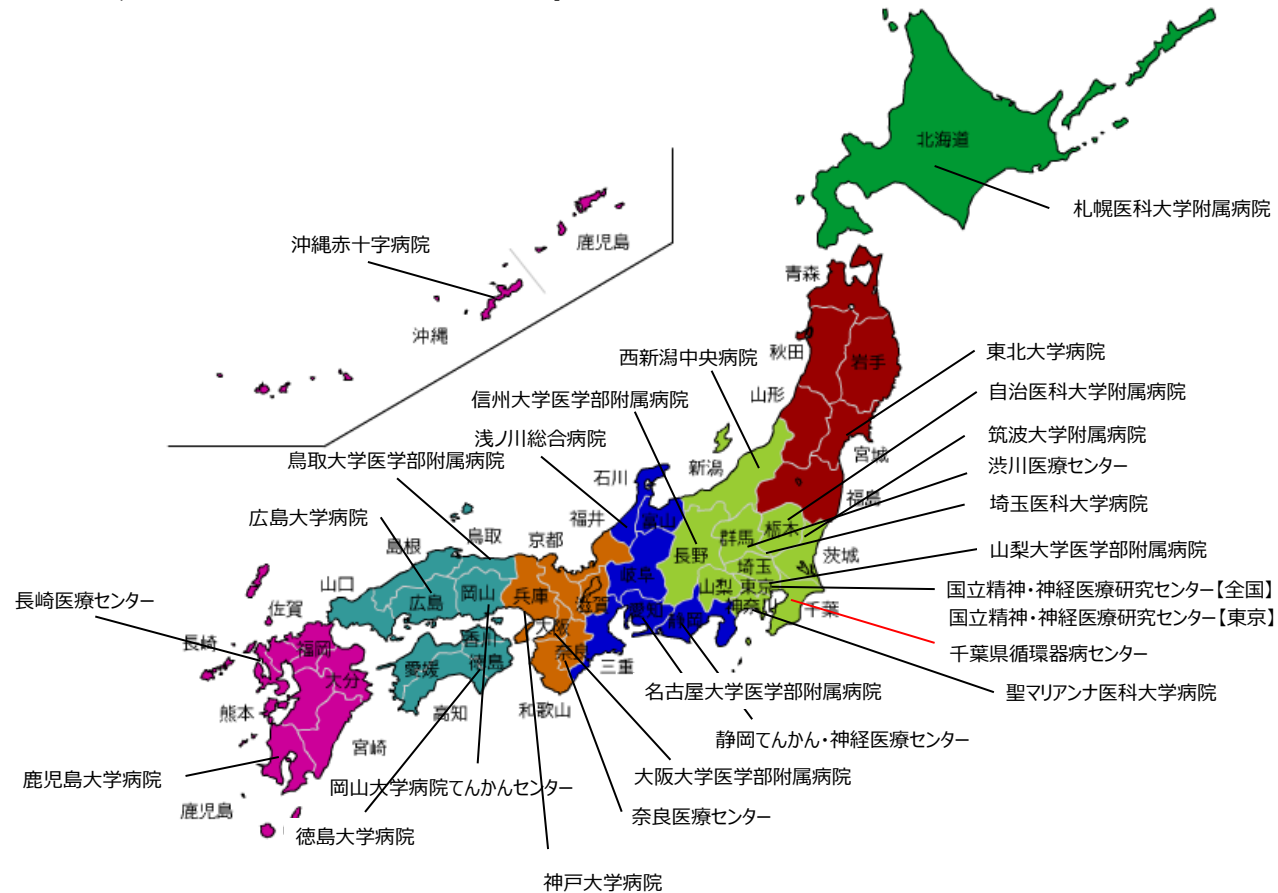 北海道
札幌医科大学附属病院
鹿児島
沖縄赤十字病院
沖縄
青森
秋田
岩手
西新潟中央病院
東北大学病院
山形
自治医科大学附属病院
信州大学医学部附属病院
浅ノ川総合病院
筑波大学附属病院
宮城
鳥取大学医学部附属病院
石川
新潟
渋川医療センター
福島
埼玉医科大学病院
広島大学病院
福井
富山
栃木
鳥取
京都
群馬
島根
長野
茨城
山梨大学医学部附属病院
埼玉
岐阜
山口
岡山
兵庫
滋賀
山梨
東京
国立精神・神経医療研究センター【全国】
長崎医療センター
佐賀
広島
愛知
静岡
神奈川
千葉
国立精神・神経医療研究センター【東京】
大阪
長崎
福岡
香川
奈良
千葉県循環器病センター
愛媛
徳島
三重
大分
名古屋大学医学部附属病院
聖マリアンナ医科大学病院
熊本
高知
和歌山
宮崎
静岡てんかん・神経医療センター
鹿児島大学病院
岡山大学病院てんかんセンター
大阪大学医学部附属病院
鹿児島
奈良医療センター
徳島大学病院
神戸大学病院